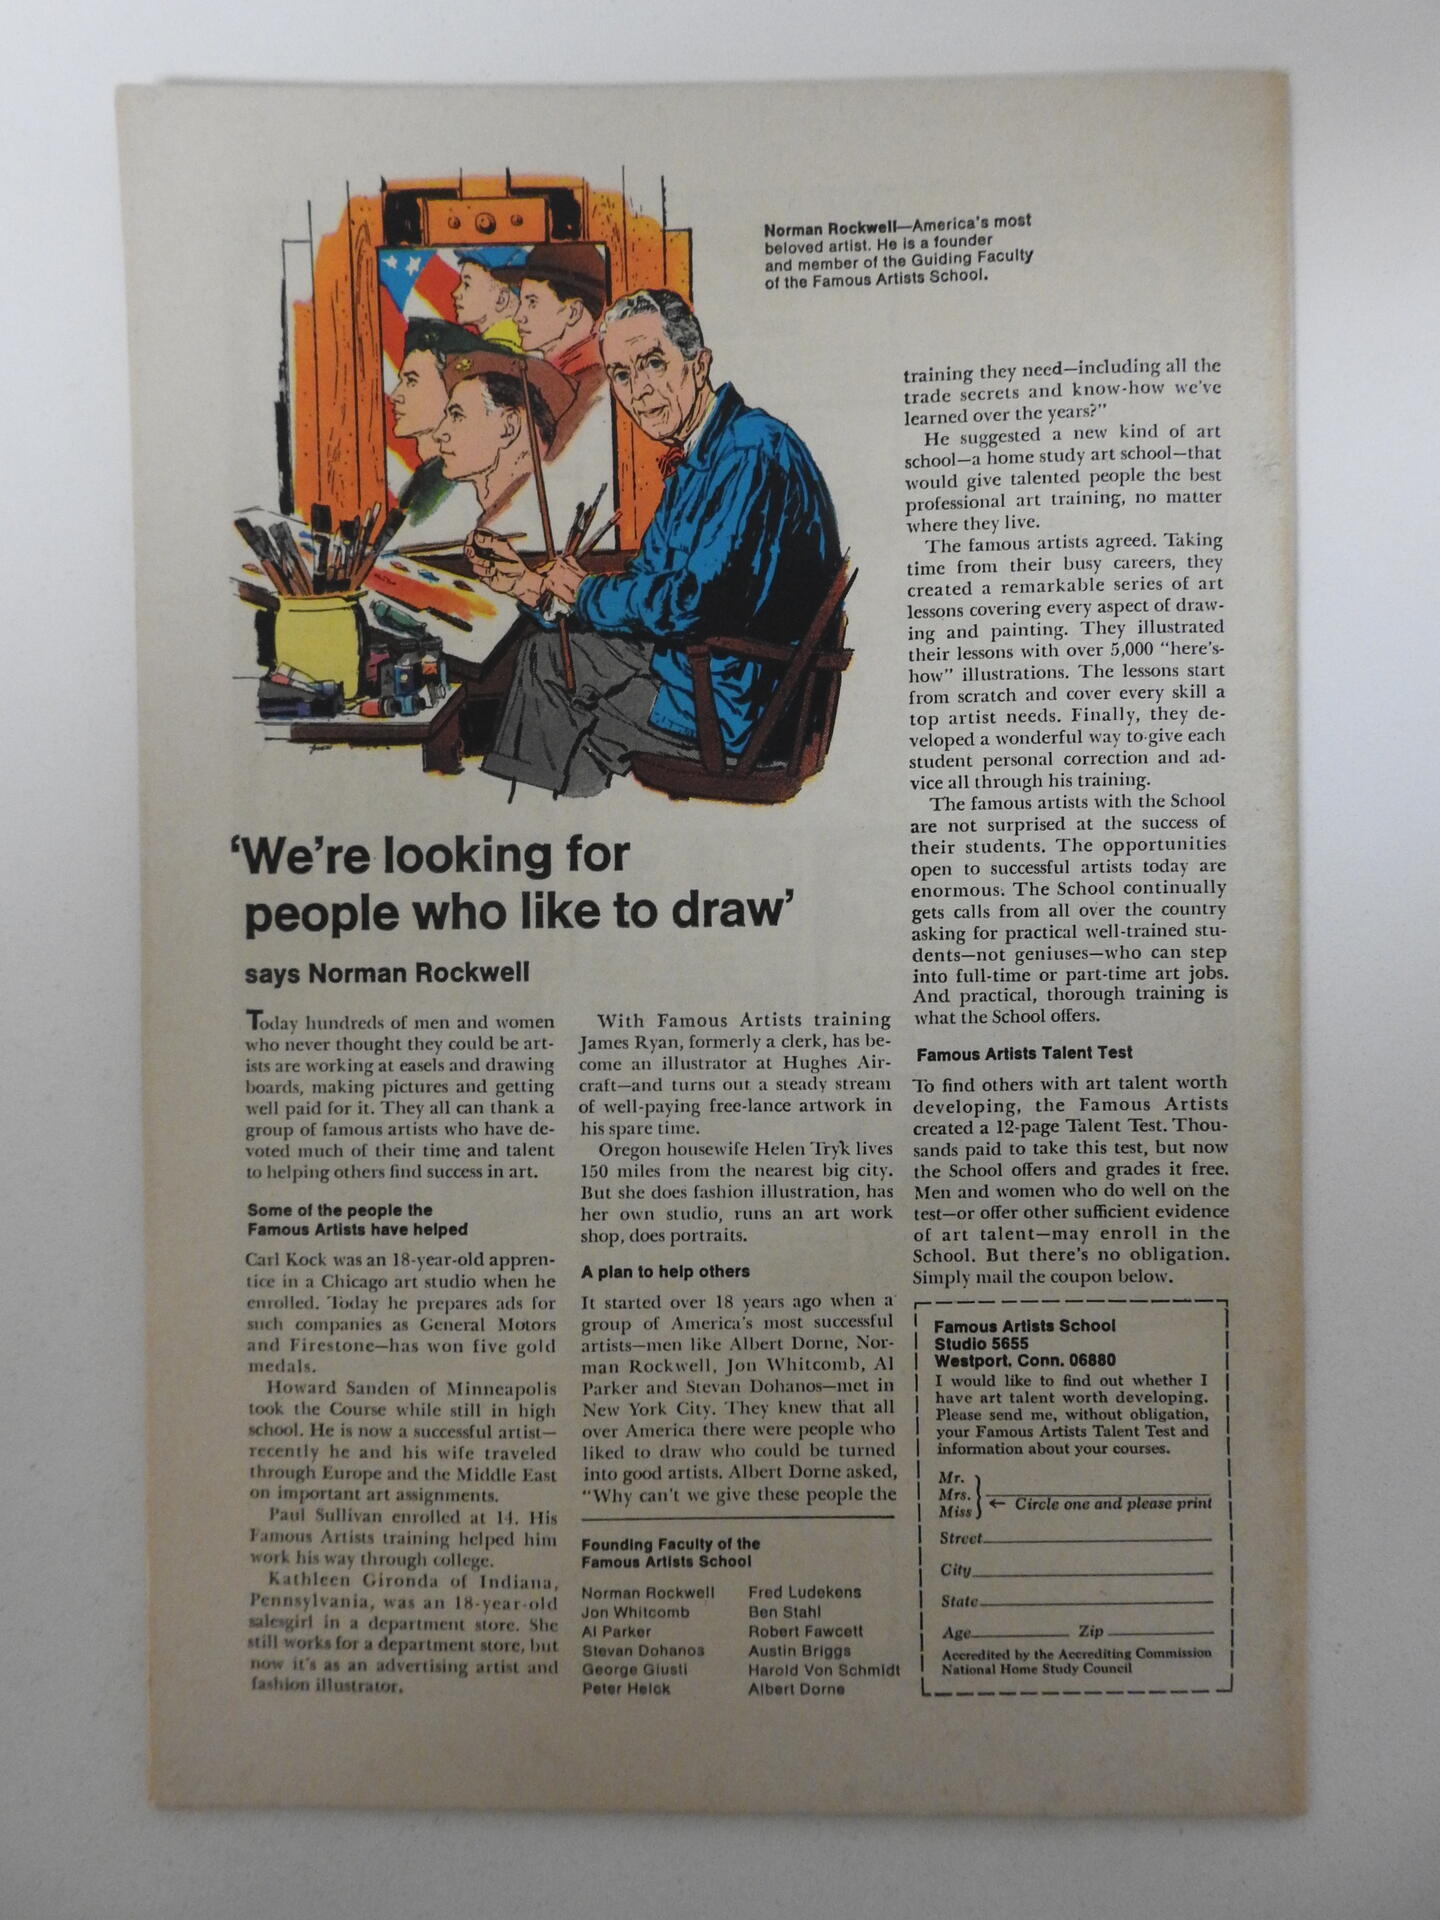 Norman Rockwell—America's most
beloved artist. He is a founder
and member of the Guiding Faculty
of the Famous Artists School.
'We're looking for
people who like to draw'
says Norman Rockwell
Today hundreds of men and women
who never thought they could be art-
ists are working at easels and drawing
boards, making pictures and getting
well paid for it. They all can thank a
group of famous artists who have de-
voted much of their time and talent
to helping others find success in art.
Some of the people the
Famous Artists have helped
Carl Kock was an 18-year-old appren-
tice in a Chicago art studio when he
enrolled. Today he prepares ads for
such companies as General Motors
and Firestone—has won five gold
medals.
Howard Sanden of Minneapolis
took the Course while still in high
school. He is now a successful artist—
recently he and his wife traveled
through Europe and the Middle East
on important art assignments.
Paul Sullivan enrolled at 14. His
Famous Artists training helped him
work his way through college.
Kathleen Gironda of Indiana,
Pennsylvania, was an 18-year-old
salesgirl in a department store. She
still works for a department store, but
now it's as an advertising artist and
fashion illustrator.
With Famous Artists training
James Ryan, formerly a clerk, has be-
come an illustrator at Hughes Air-
craft—and turns out a steady stream
of well-paying free-lance artwork in
his spare time.
Oregon housewife Helen Tryk lives
150 miles from the nearest big city.
But she does fashion illustration, has
her own studio, runs an art work
shop, does portraits.
A plan to help others
It started over 18 years ago when a
group of America's most successful
artists—men like Albert Dorne, Nor-
man Rockwell, Jon Whitcomb, Al
Parker and Stevan Dohanos—met in
New York City. They knew that all
over America there were people who
liked to draw who could be turned
into good artists. Albert Dorne asked,
"Why can't we give these people the
Founding Faculty of the
Famous Artists School
Norman Rockwell
Jon Whitcomb
Al Parker
Stevan Dohanos
George Giusti
Peter Helck
Fred Ludekens
Ben Stahl
Robert Fawcett
Austin Briggs
Harold Von Schmidt
Albert Dorne
training they need—including all the
trade secrets and know-how we've
learned over the years?"
He suggested a new kind of art
school—a home study art school—that
would give talented people the best
professional art training, no matter
where they live.
The famous artists agreed. Taking
time from their busy careers, they
created a remarkable series of art
lessons covering every aspect of draw-
ing and painting. They illustrated
their lessons with over 5,000 "here's-
how" illustrations. The lessons start
from scratch and cover every skill a
top artist needs. Finally, they de-
veloped a wonderful way to give each
student personal correction and ad-
vice all through his training.
The famous artists with the School
are not surprised at the success of
their students. The opportunities
open to successful artists today are
enormous. The School continually
gets calls from all over the country
asking for practical well-trained stu-
dents—not geniuses—who can step
into full-time or part-time art jobs.
And practical, thorough training is
what the School offers.
Famous Artists Talent Test
To find others with art talent worth
developing, the Famous Artists
created a 12-page Talent Test. Thou-
sands paid to take this test, but now
the School offers and grades it free.
Men and women who do well on the
test—or offer other sufficient evidence
of art talent—may enroll in the
School. But there's no obligation.
Simply mail the coupon below.
Famous Artists School
Studio 5655
Westport, Conn. 06880
I would like to find out whether I
have art talent worth developing.
Please send me, without obligation,
your Famous Artists Talent Test and
information about your courses.
Mr.
Mrs.
Miss
← Circle one and please print
Street
City
State
Age Zip
Accredited by the Accrediting Commission
National Home Study Council